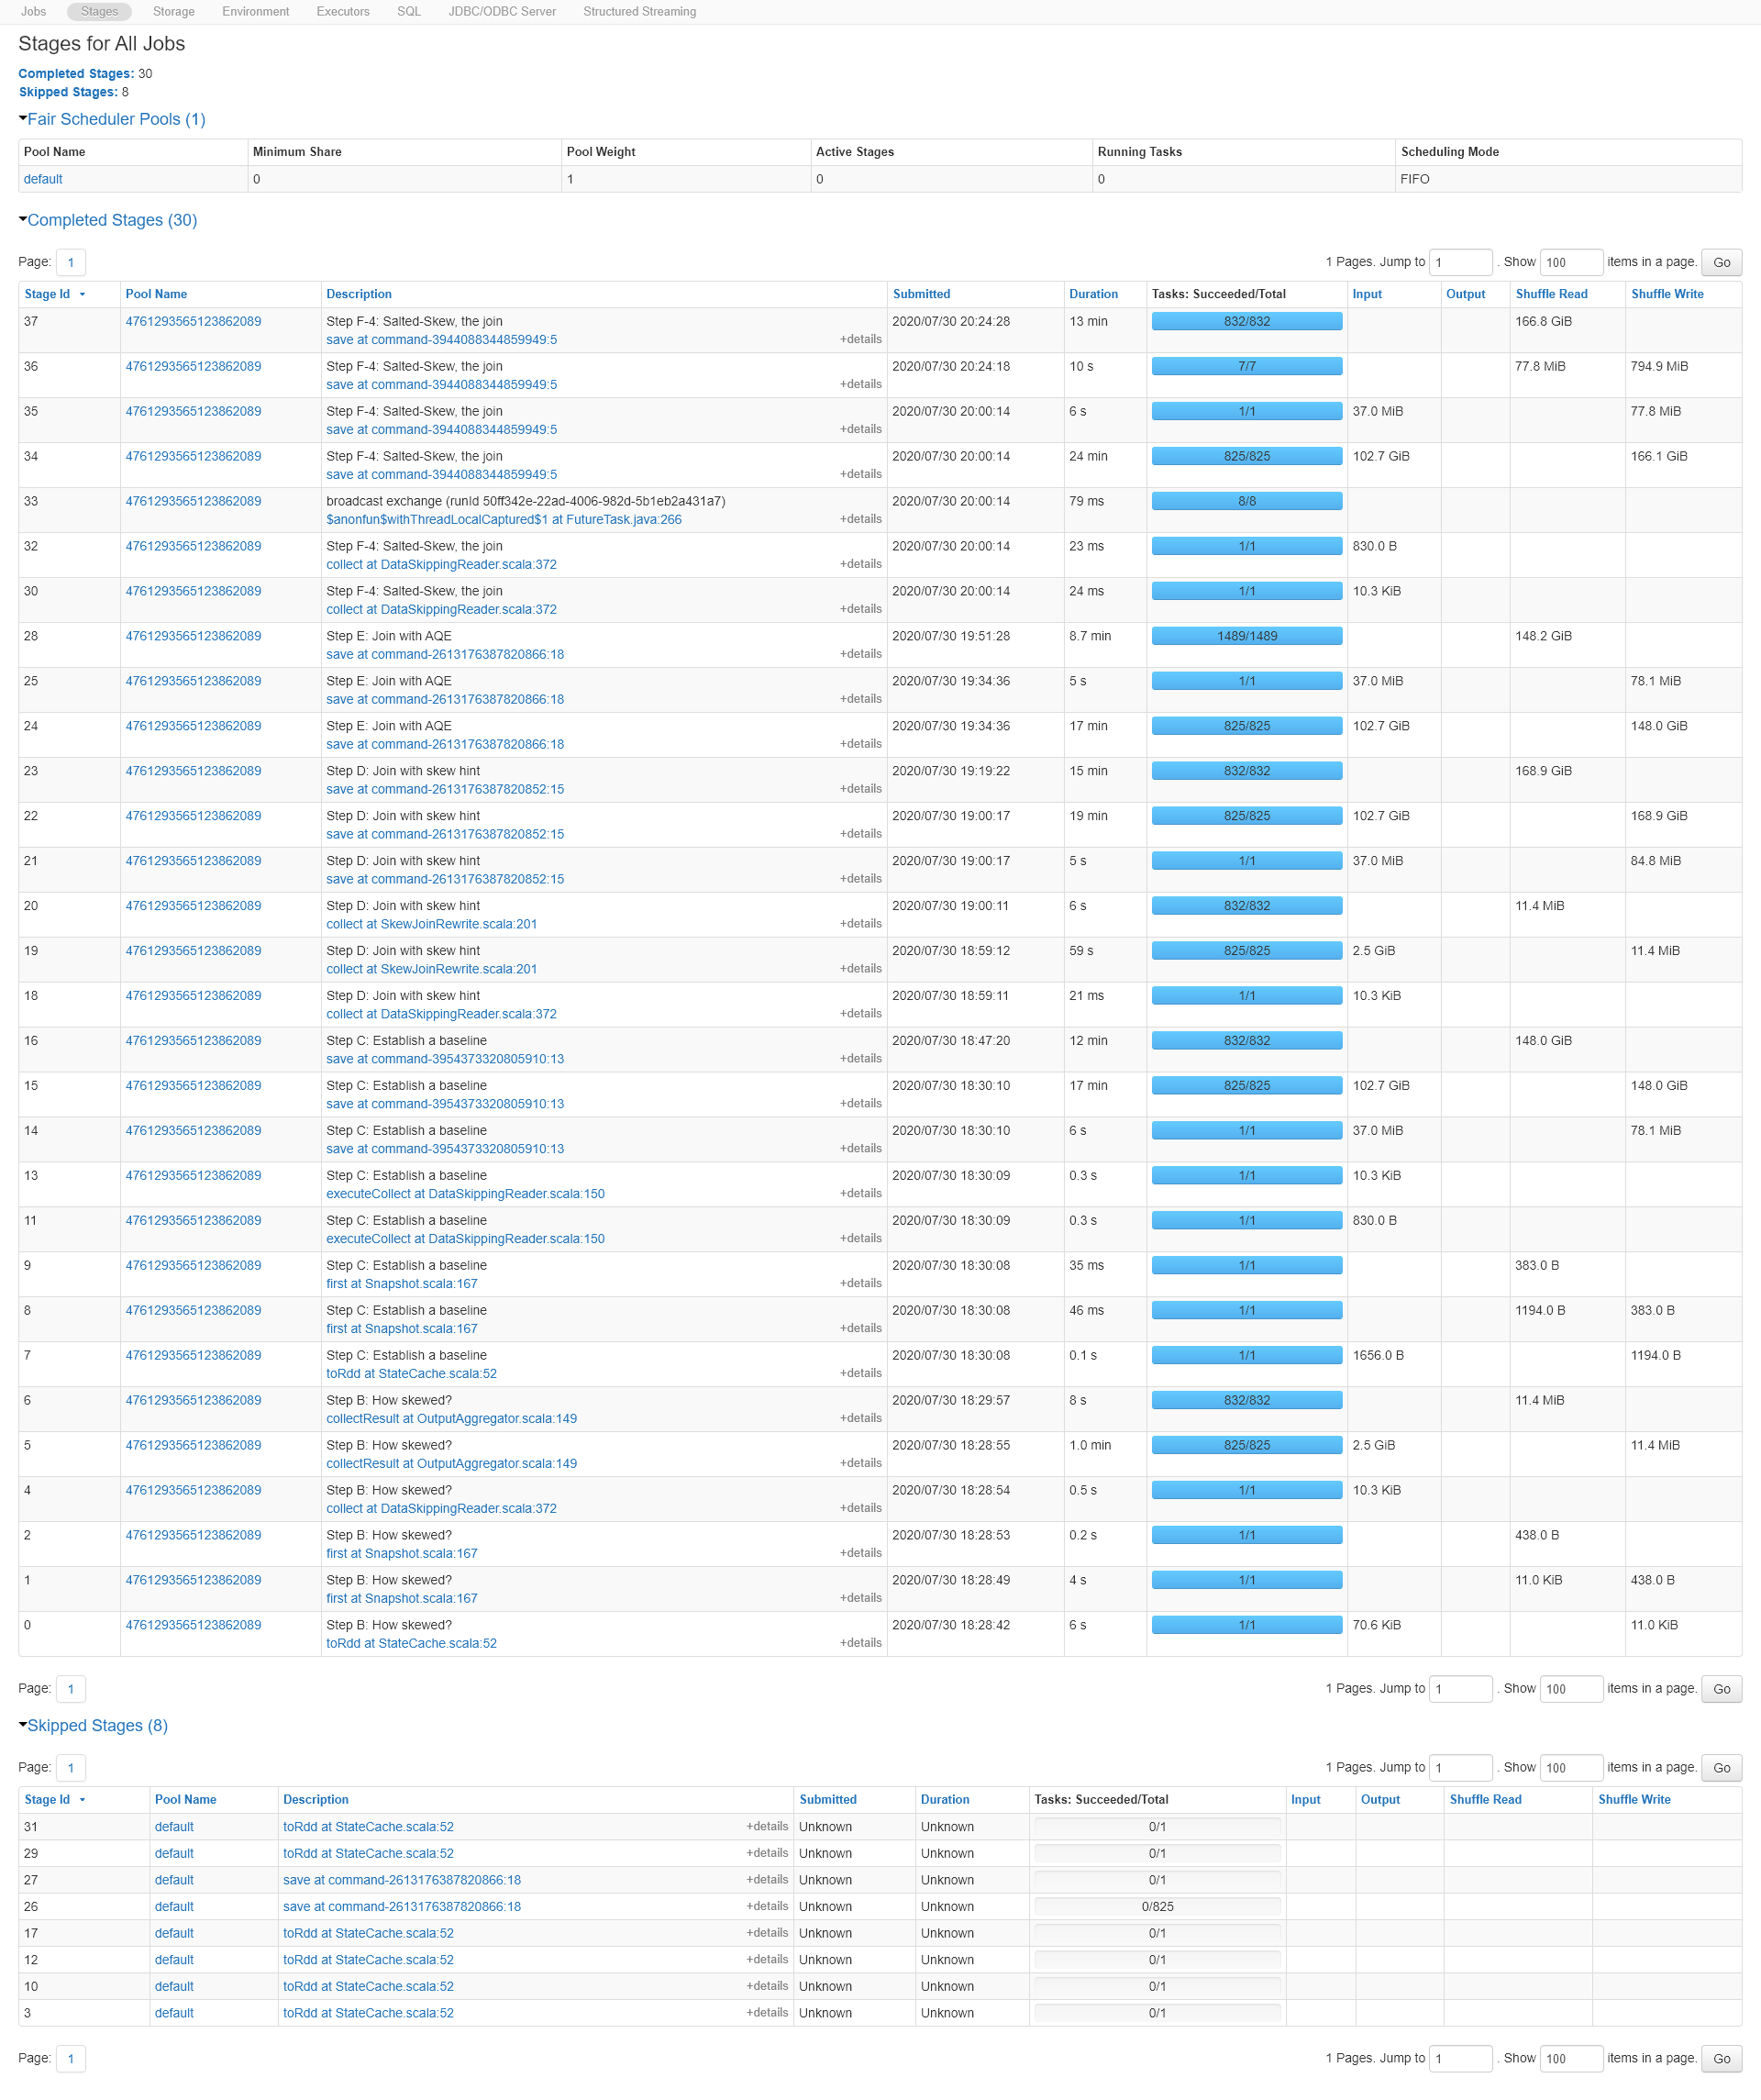 Jobs Stages Storage Environment Executors SQL JDBC/ODBC Server Structured Streaming
Stages for All Jobs
Completed Stages: 30
Skipped Stages: 8
Fair Scheduler Pools (1)
Pool Name Minimum Share Pool Weight Active Stages Running Tasks Scheduling Mode
default 0 1 0 0 FIFO
Completed Stages (30)
Page: 1 1 Pages. Jump to 1 . Show 100 items in a page. Go
Stage Id Pool Name Description Submitted Duration Tasks: Succeeded/Total Input Output Shuffle Read Shuffle Write
37 4761293565123862089 Step F-4: Salted-Skew, the join 2020/07/30 20:24:28 13 min 832/832 166.8 GiB
save at command-3944088344859949:5 +details
36 4761293565123862089 Step F-4: Salted-Skew, the join 2020/07/30 20:24:18 10 s 7/7 77.8 MiB 794.9 MiB
save at command-3944088344859949:5 +details
35 4761293565123862089 Step F-4: Salted-Skew, the join 2020/07/30 20:00:14 6 s 1/1 37.0 MiB 77.8 MiB
save at command-3944088344859949:5 +details
34 4761293565123862089 Step F-4: Salted-Skew, the join 2020/07/30 20:00:14 24 min 825/825 102.7 GiB 166.1 GiB
save at command-3944088344859949:5 +details
33 4761293565123862089 broadcast exchange (runId 50ff342e-22ad-4006-982d-5b1eb2a431a7) 2020/07/30 20:00:14 79 ms 8/8
$anonfun$withThreadLocalCaptured$1 at FutureTask.java:266 +details
32 4761293565123862089 Step F-4: Salted-Skew, the join 2020/07/30 20:00:14 23 ms 1/1 830.0 B
collect at DataSkippingReader.scala:372 +details
30 4761293565123862089 Step F-4: Salted-Skew, the join 2020/07/30 20:00:14 24 ms 1/1 10.3 KiB
collect at DataSkippingReader.scala:372 +details
28 4761293565123862089 Step E: Join with AQE 2020/07/30 19:51:28 8.7 min 1489/1489 148.2 GiB
save at command-2613176387820866:18 +details
25 4761293565123862089 Step E: Join with AQE 2020/07/30 19:34:36 5 s 1/1 37.0 MiB 78.1 MiB
save at command-2613176387820866:18 +details
24 4761293565123862089 Step E: Join with AQE 2020/07/30 19:34:36 17 min 825/825 102.7 GiB 148.0 GiB
save at command-2613176387820866:18 +details
23 4761293565123862089 Step D: Join with skew hint 2020/07/30 19:19:22 15 min 832/832 168.9 GiB
save at command-2613176387820852:15 +details
22 4761293565123862089 Step D: Join with skew hint 2020/07/30 19:00:17 19 min 825/825 102.7 GiB 168.9 GiB
save at command-2613176387820852:15 +details
21 4761293565123862089 Step D: Join with skew hint 2020/07/30 19:00:17 5 s 1/1 37.0 MiB 84.8 MiB
save at command-2613176387820852:15 +details
20 4761293565123862089 Step D: Join with skew hint 2020/07/30 19:00:11 6 s 832/832 11.4 MiB
collect at SkewJoinRewrite.scala:201 +details
19 4761293565123862089 Step D: Join with skew hint 2020/07/30 18:59:12 59 s 825/825 2.5 GiB 11.4 MiB
collect at SkewJoinRewrite.scala:201 +details
18 4761293565123862089 Step D: Join with skew hint 2020/07/30 18:59:11 21 ms 1/1 10.3 KiB
collect at DataSkippingReader.scala:372 +details
16 4761293565123862089 Step C: Establish a baseline 2020/07/30 18:47:20 12 min 832/832 148.0 GiB
save at command-3954373320805910:13 +details
15 4761293565123862089 Step C: Establish a baseline 2020/07/30 18:30:10 17 min 825/825 102.7 GiB 148.0 GiB
save at command-3954373320805910:13 +details
14 4761293565123862089 Step C: Establish a baseline 2020/07/30 18:30:10 6 s 1/1 37.0 MiB 78.1 MiB
save at command-3954373320805910:13 +details
13 4761293565123862089 Step C: Establish a baseline 2020/07/30 18:30:09 0.3 s 1/1 10.3 KiB
executeCollect at DataSkippingReader.scala:150 +details
11 4761293565123862089 Step C: Establish a baseline 2020/07/30 18:30:09 0.3 s 1/1 830.0 B
executeCollect at DataSkippingReader.scala:150 +details
9 4761293565123862089 Step C: Establish a baseline 2020/07/30 18:30:08 35 ms 1/1 383.0 B
first at Snapshot.scala:167 +details
8 4761293565123862089 Step C: Establish a baseline 2020/07/30 18:30:08 46 ms 1/1 1194.0 B 383.0 B
first at Snapshot.scala:167 +details
7 4761293565123862089 Step C: Establish a baseline 2020/07/30 18:30:08 0.1 s 1/1 1656.0 B 1194.0 B
toRdd at StateCache.scala:52 +details
6 4761293565123862089 Step B: How skewed? 2020/07/30 18:29:57 8 s 832/832 11.4 MiB
collectResult at OutputAggregator.scala:149 +details
5 4761293565123862089 Step B: How skewed? 2020/07/30 18:28:55 1.0 min 825/825 2.5 GiB 11.4 MiB
collectResult at OutputAggregator.scala:149 +details
4 4761293565123862089 Step B: How skewed? 2020/07/30 18:28:54 0.5 s 1/1 10.3 KiB
collect at DataSkippingReader.scala:372 +details
2 4761293565123862089 Step B: How skewed? 2020/07/30 18:28:53 0.2 s 1/1 438.0 B
first at Snapshot.scala:167 +details
1 4761293565123862089 Step B: How skewed? 2020/07/30 18:28:49 4 s 1/1 11.0 KiB 438.0 B
first at Snapshot.scala:167 +details
0 4761293565123862089 Step B: How skewed? 2020/07/30 18:28:42 6 s 1/1 70.6 KiB 11.0 KiB
toRdd at StateCache.scala:52 +details
Page: 1 1 Pages. Jump to 1 . Show 100 items in a page. Go
Skipped Stages (8)
Page: 1 1 Pages. Jump to 1 . Show 100 items in a page. Go
Stage Id Pool Name Description Submitted Duration Tasks: Succeeded/Total Input Output Shuffle Read Shuffle Write
31 default toRdd at StateCache.scala:52 +details Unknown Unknown 0/1
29 default toRdd at StateCache.scala:52 +details Unknown Unknown 0/1
27 default save at command-2613176387820866:18 +details Unknown Unknown 0/1
26 default save at command-2613176387820866:18 +details Unknown Unknown 0/825
17 default toRdd at StateCache.scala:52 +details Unknown Unknown 0/1
12 default toRdd at StateCache.scala:52 +details Unknown Unknown 0/1
10 default toRdd at StateCache.scala:52 +details Unknown Unknown 0/1
3 default toRdd at StateCache.scala:52 +details Unknown Unknown 0/1
Page: 1 1 Pages. Jump to 1 . Show 100 items in a page. Go